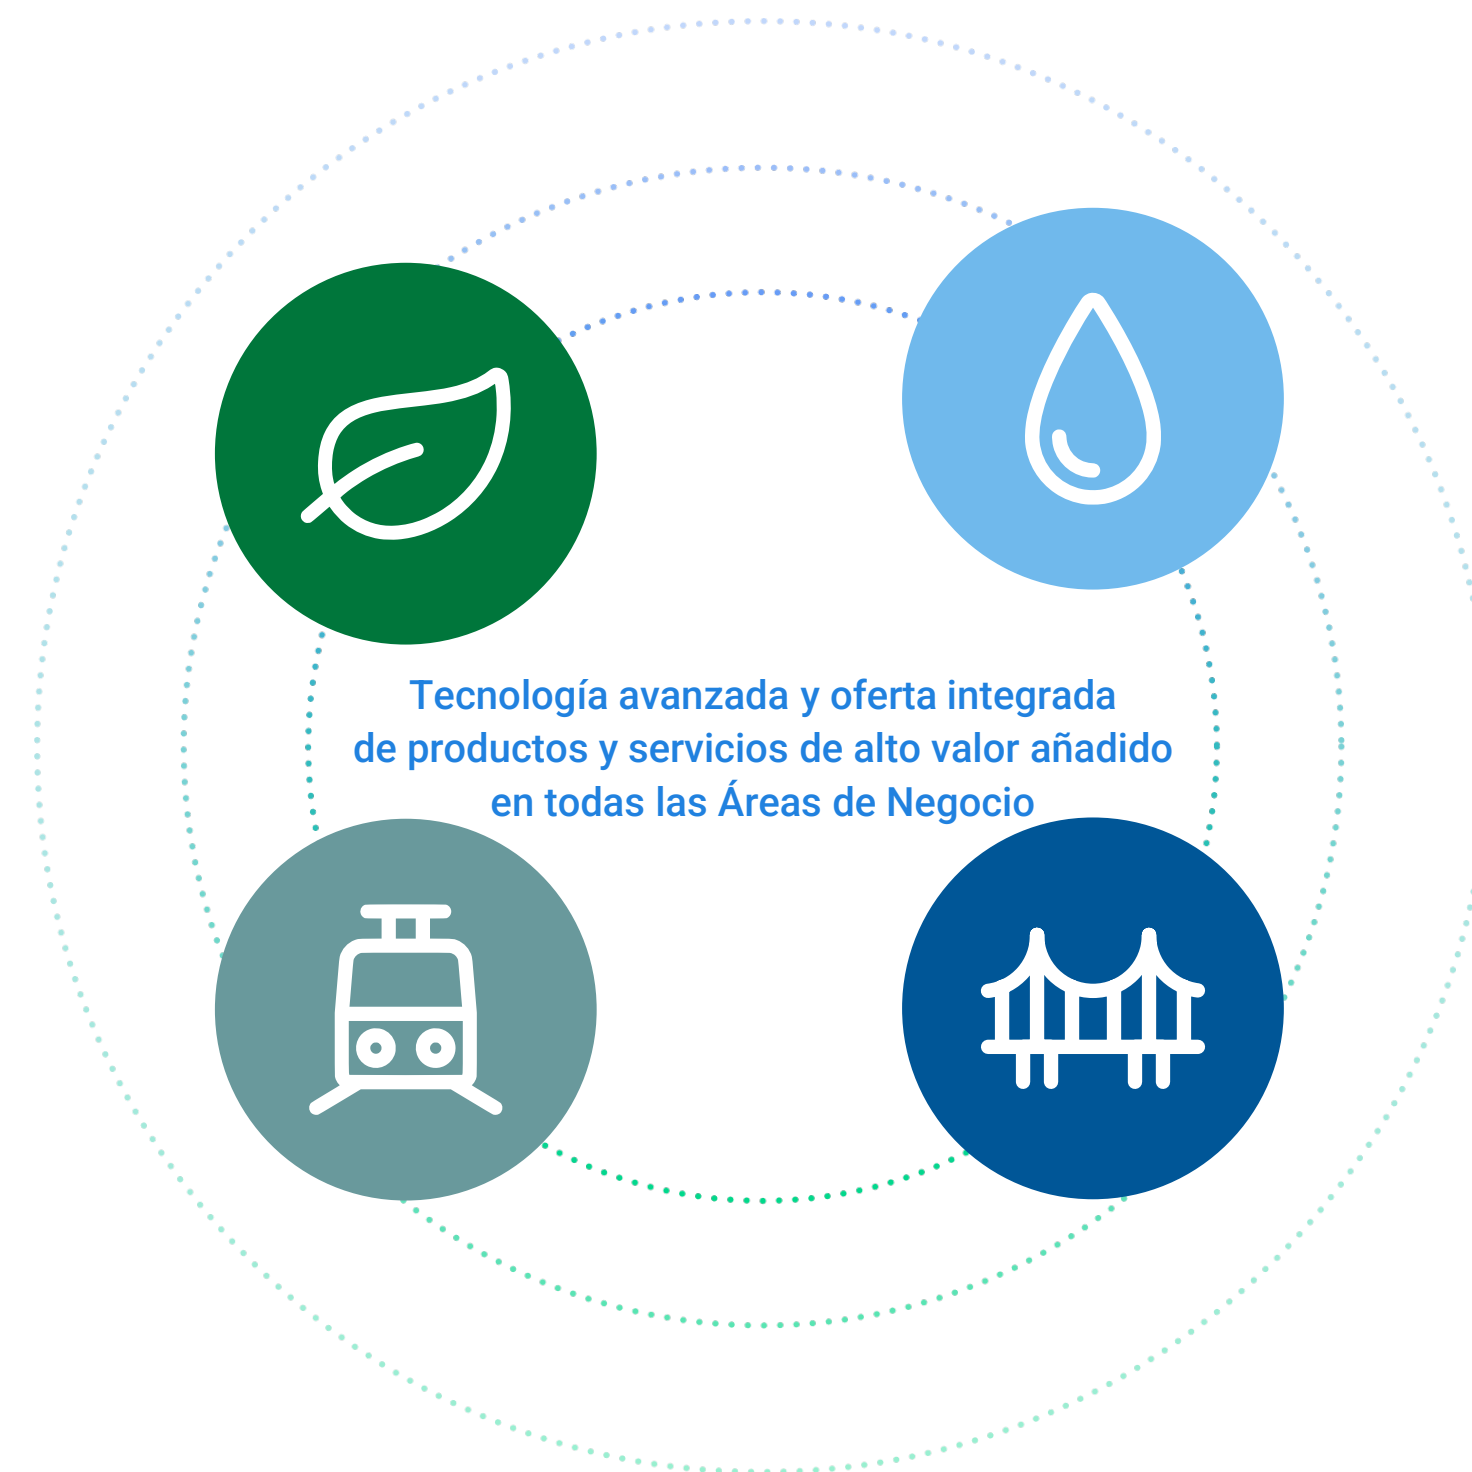 Tecnología avanzada y oferta integrada
de productos y servicios de alto valor añadido
en todas las Áreas de Negocio